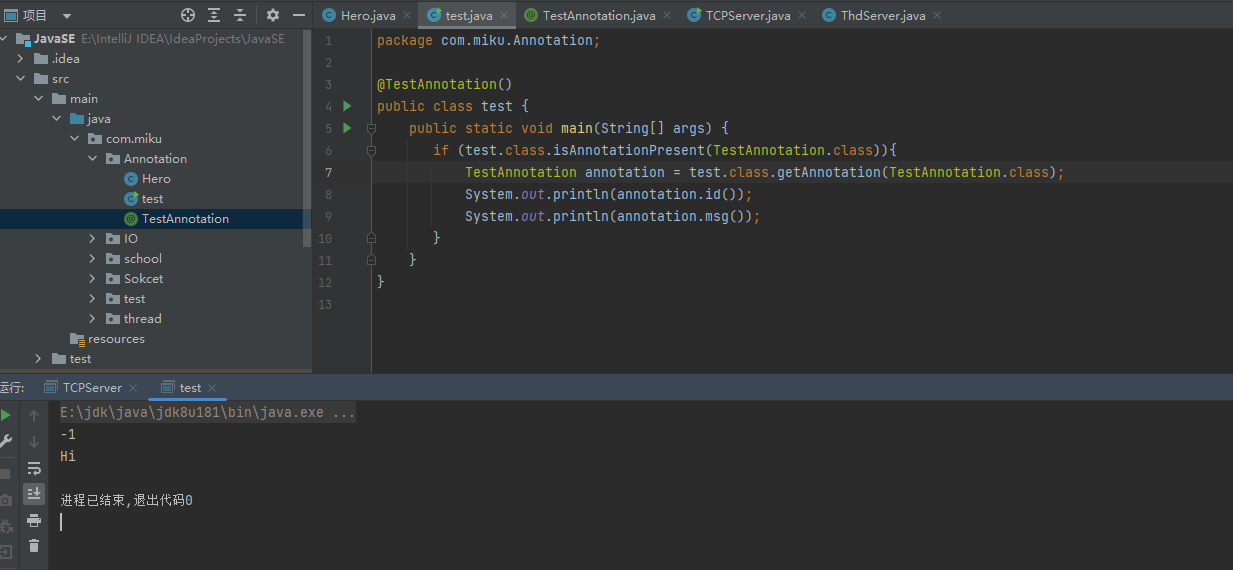 项目
Hero.java
test.java
TestAnnotation.java
TCPServer.java
ThdServer.java
JavaSE E:\IntelliJ IDEA\IdeaProjects\JavaSE
.idea
src
main
java
com.miku
Annotation
Hero
test
TestAnnotation
IO
school
Sokcet
test
thread
resources
test
1 package com.miku.Annotation;
2
3 @TestAnnotation()
4 public class test {
5 public static void main(String[] args) {
6 if (test.class.isAnnotationPresent(TestAnnotation.class)){
7 TestAnnotation annotation = test.class.getAnnotation(TestAnnotation.class);
8 System.out.println(annotation.id());
9 System.out.println(annotation.msg());
10 }
11 }
12 }
13
运行: TCPServer test
E:\jdk\java\jdk8u181\bin\java.exe ...
-1
Hi
进程已结束,退出代码0